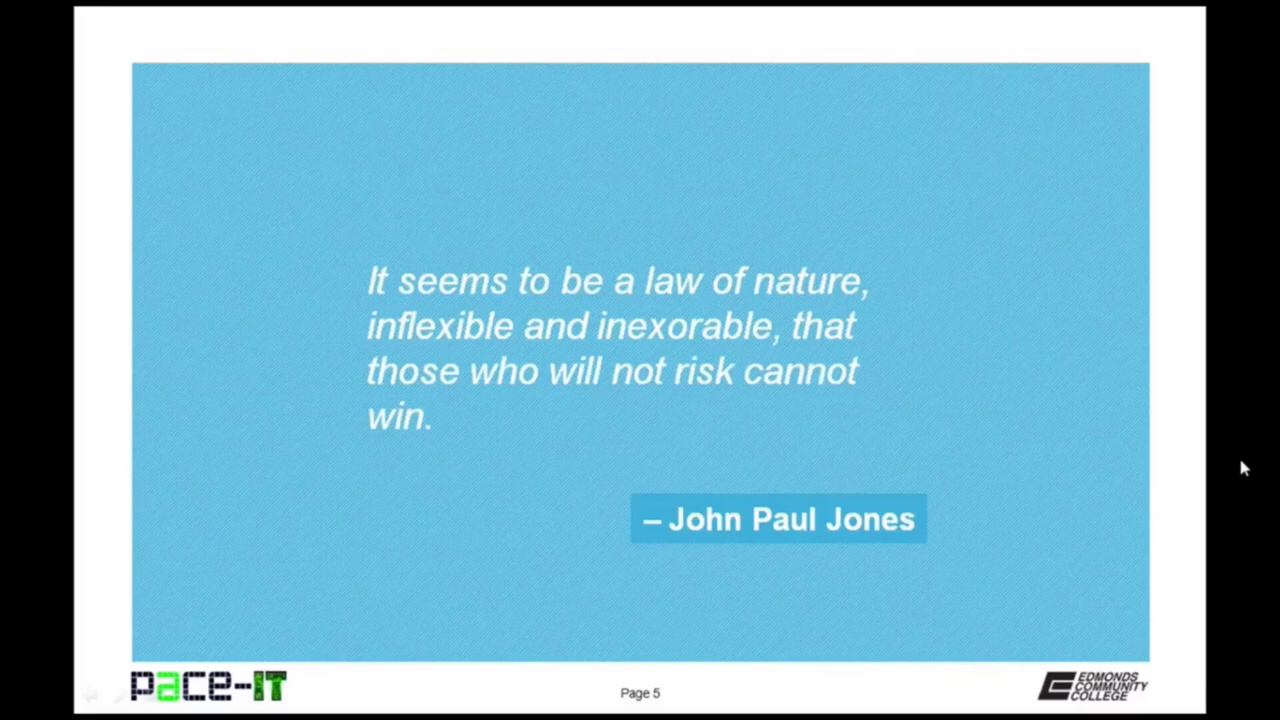 It seems to be a law of nature,
inflexible and inexorable, that
those who will not risk cannot
win.
– John Paul Jones
pace-IT
Page 5
EDMONDS
COMMUNITY
COLLEGE